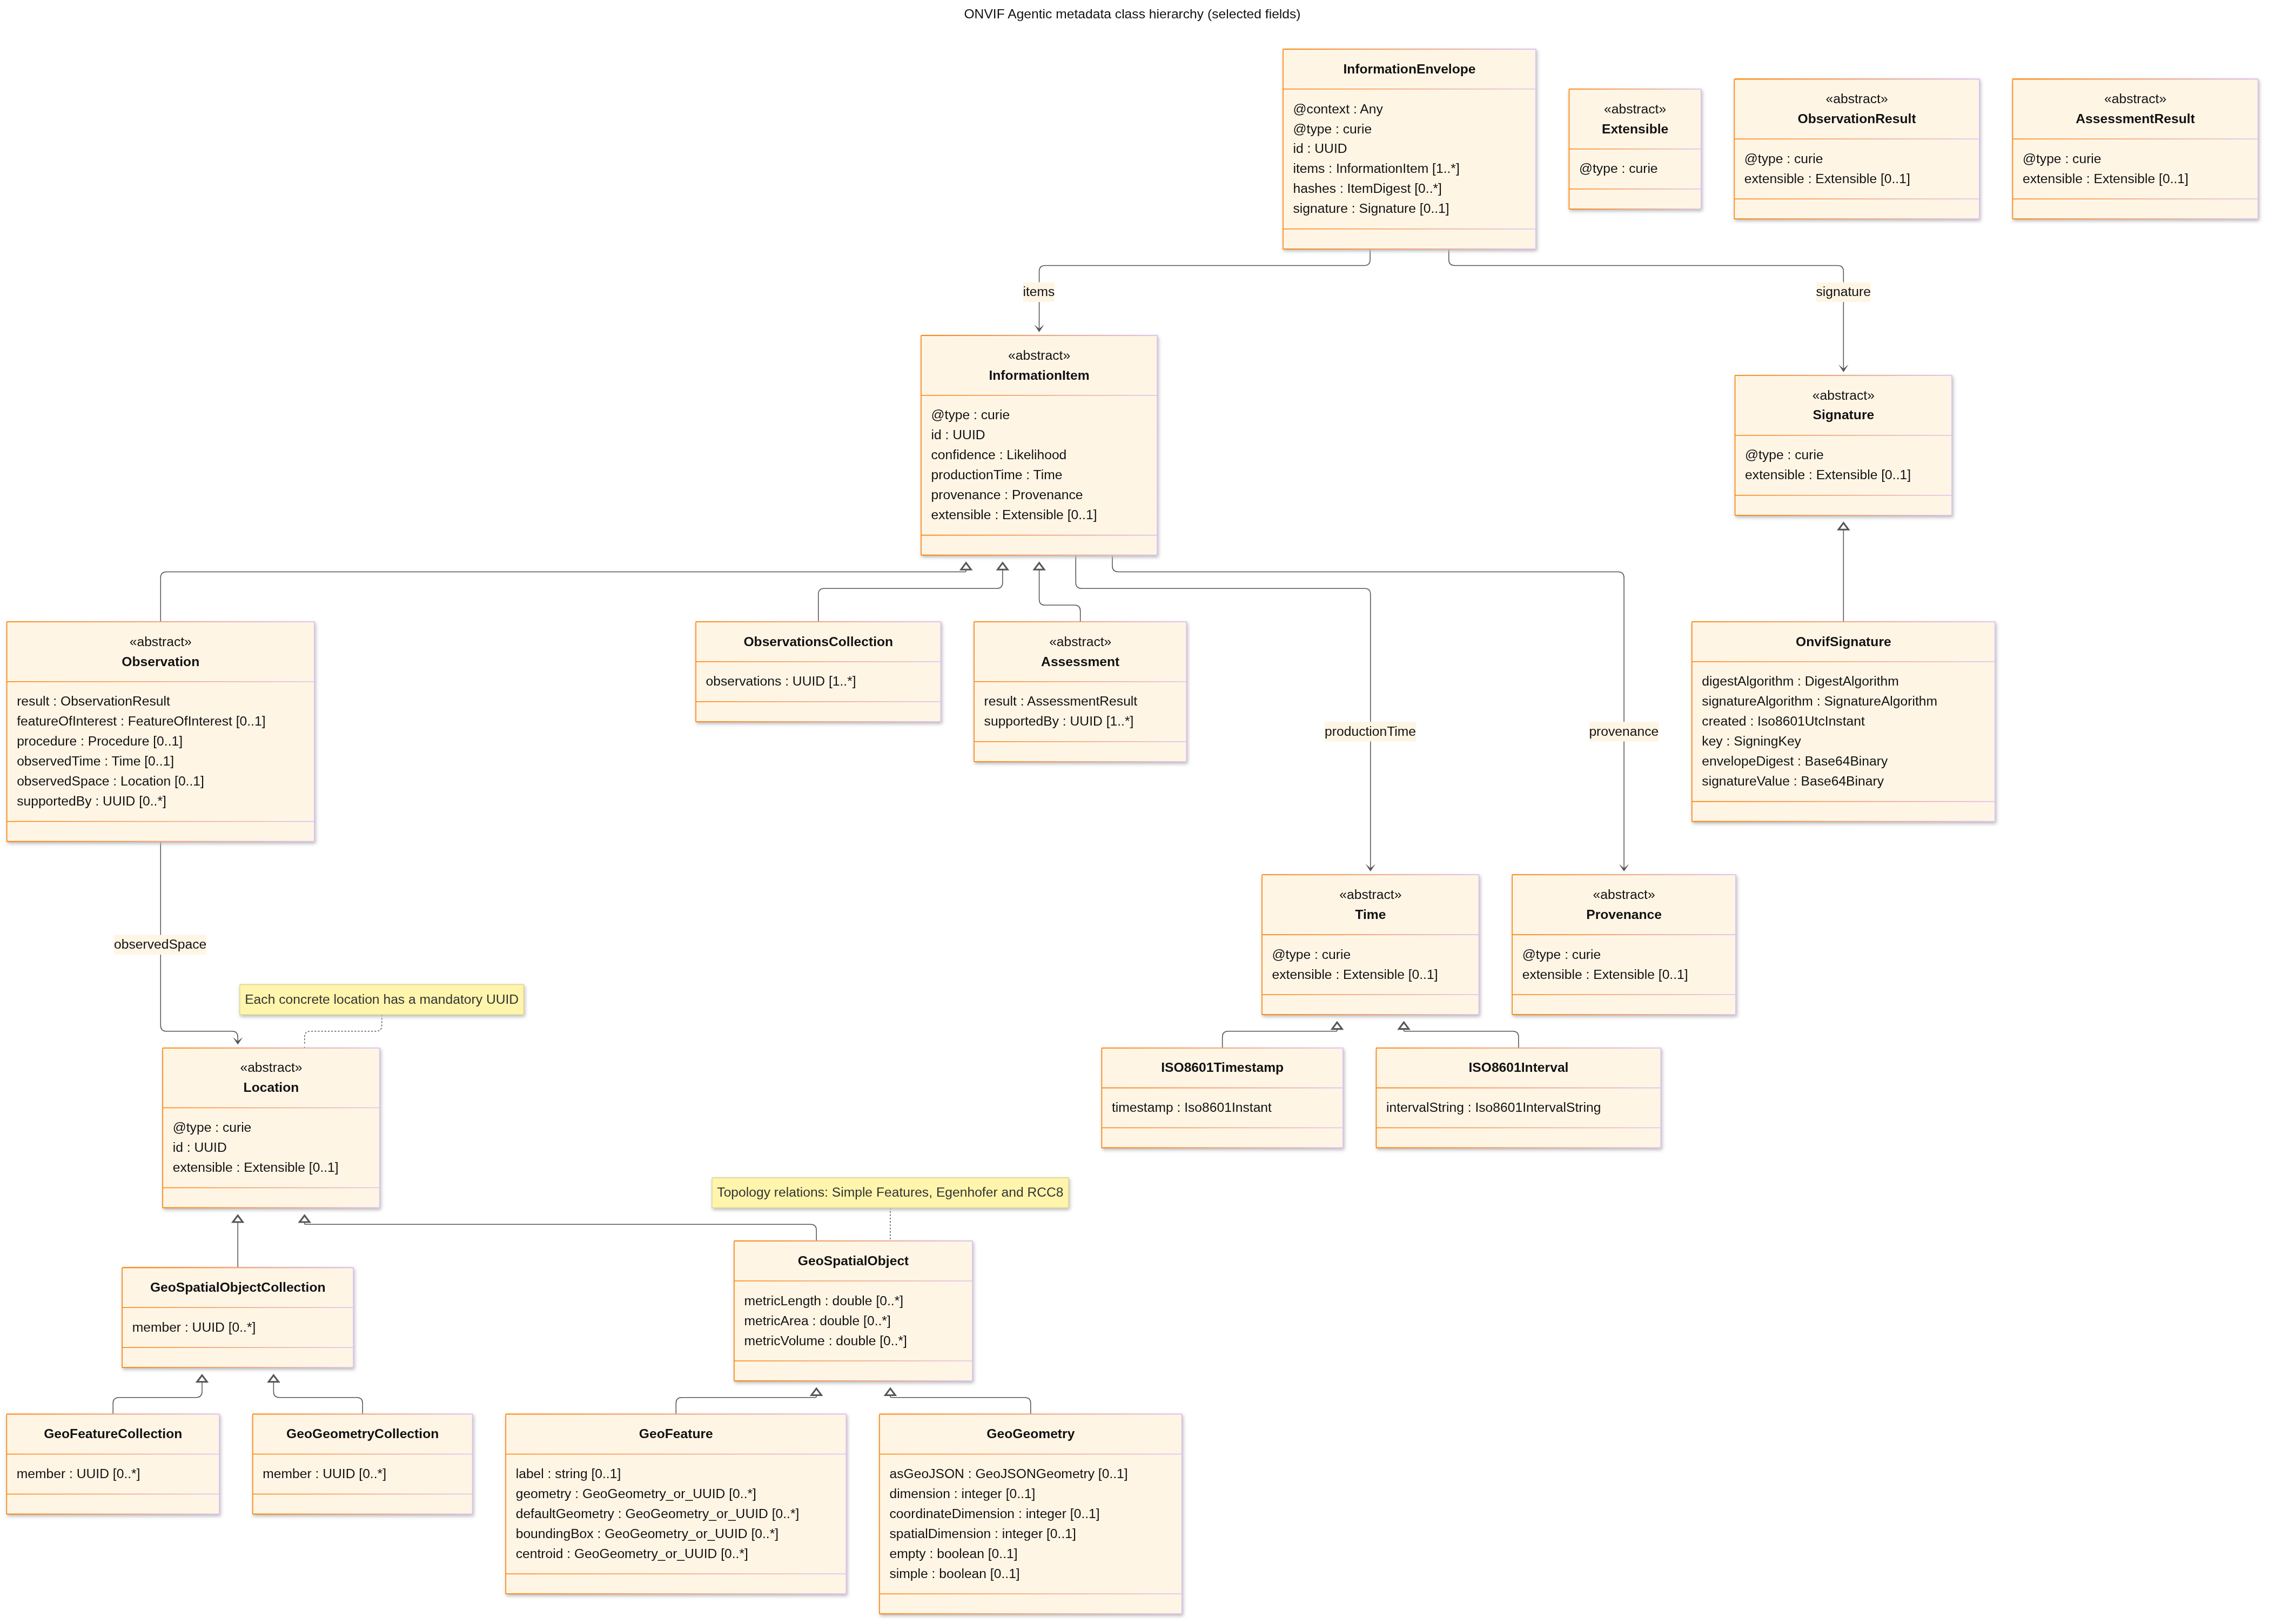 ONVIF Agentic metadata class hierarchy (selected fields)
InformationEnvelope
@context : Any
@type : curie
id : UUID
items : InformationItem [1..*]
hashes : ItemDigest [0..*]
signature : Signature [0..1]
«abstract»
Extensible
@type : curie
«abstract»
ObservationResult
@type : curie
extensible : Extensible [0..1]
«abstract»
AssessmentResult
@type : curie
extensible : Extensible [0..1]
items
signature
«abstract»
InformationItem
@type : curie
id : UUID
confidence : Likelihood
productionTime : Time
provenance : Provenance
extensible : Extensible [0..1]
«abstract»
Signature
@type : curie
extensible : Extensible [0..1]
«abstract»
Observation
result : ObservationResult
featureOfInterest : FeatureOfInterest [0..1]
procedure : Procedure [0..1]
observedTime : Time [0..1]
observedSpace : Location [0..1]
supportedBy : UUID [0..*]
ObservationsCollection
observations : UUID [1..*]
«abstract»
Assessment
result : AssessmentResult
supportedBy : UUID [1..*]
productionTime
provenance
OnvifSignature
digestAlgorithm : DigestAlgorithm
signatureAlgorithm : SignatureAlgorithm
created : Iso8601UtcInstant
key : SigningKey
envelopeDigest : Base64Binary
signatureValue : Base64Binary
«abstract»
Time
@type : curie
extensible : Extensible [0..1]
«abstract»
Provenance
@type : curie
extensible : Extensible [0..1]
observedSpace
Each concrete location has a mandatory UUID
«abstract»
Location
@type : curie
id : UUID
extensible : Extensible [0..1]
ISO8601Timestamp
timestamp : Iso8601Instant
ISO8601Interval
intervalString : Iso8601IntervalString
Topology relations: Simple Features, Egenhofer and RCC8
GeoSpatialObjectCollection
member : UUID [0..*]
GeoSpatialObject
metricLength : double [0..*]
metricArea : double [0..*]
metricVolume : double [0..*]
GeoFeatureCollection
member : UUID [0..*]
GeoGeometryCollection
member : UUID [0..*]
GeoFeature
label : string [0..1]
geometry : GeoGeometry_or_UUID [0..*]
defaultGeometry : GeoGeometry_or_UUID [0..*]
boundingBox : GeoGeometry_or_UUID [0..*]
centroid : GeoGeometry_or_UUID [0..*]
GeoGeometry
asGeoJSON : GeoJSONGeometry [0..1]
dimension : integer [0..1]
coordinateDimension : integer [0..1]
spatialDimension : integer [0..1]
empty : boolean [0..1]
simple : boolean [0..1]